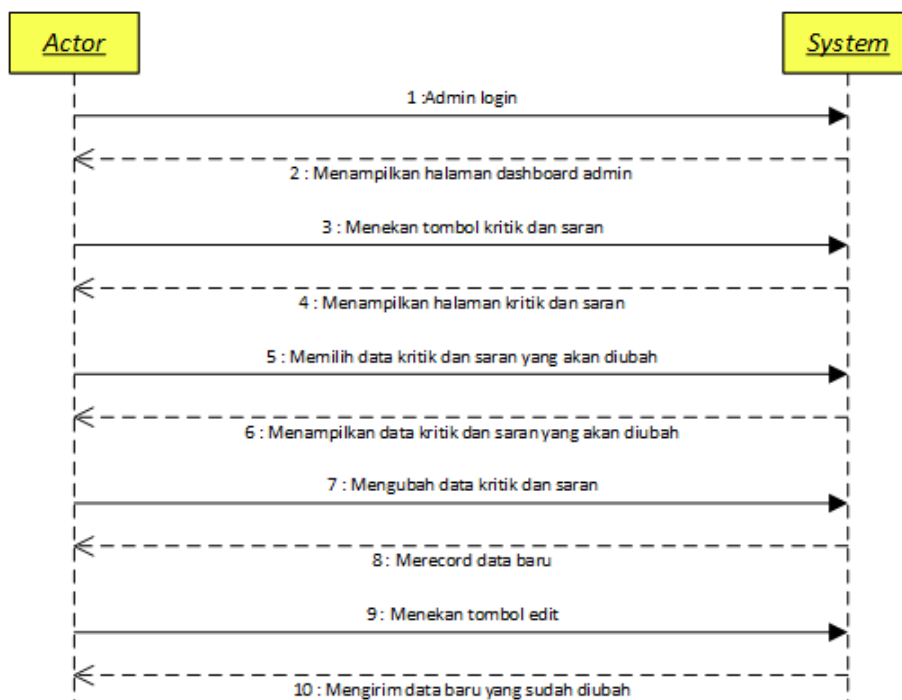 Actor
System
1 :Admin login
2 : Menampilkan halaman dashboard admin
3 : Menekan tombol kritik dan saran
4 : Menampilkan halaman kritik dan saran
5 : Memilih data kritik dan saran yang akan diubah
6 : Menampilkan data kritik dan saran yang akan diubah
7 : Mengubah data kritik dan saran
8 : Merecord data baru
9 : Menekan tombol edit
10 : Mengirim data baru yang sudah diubah